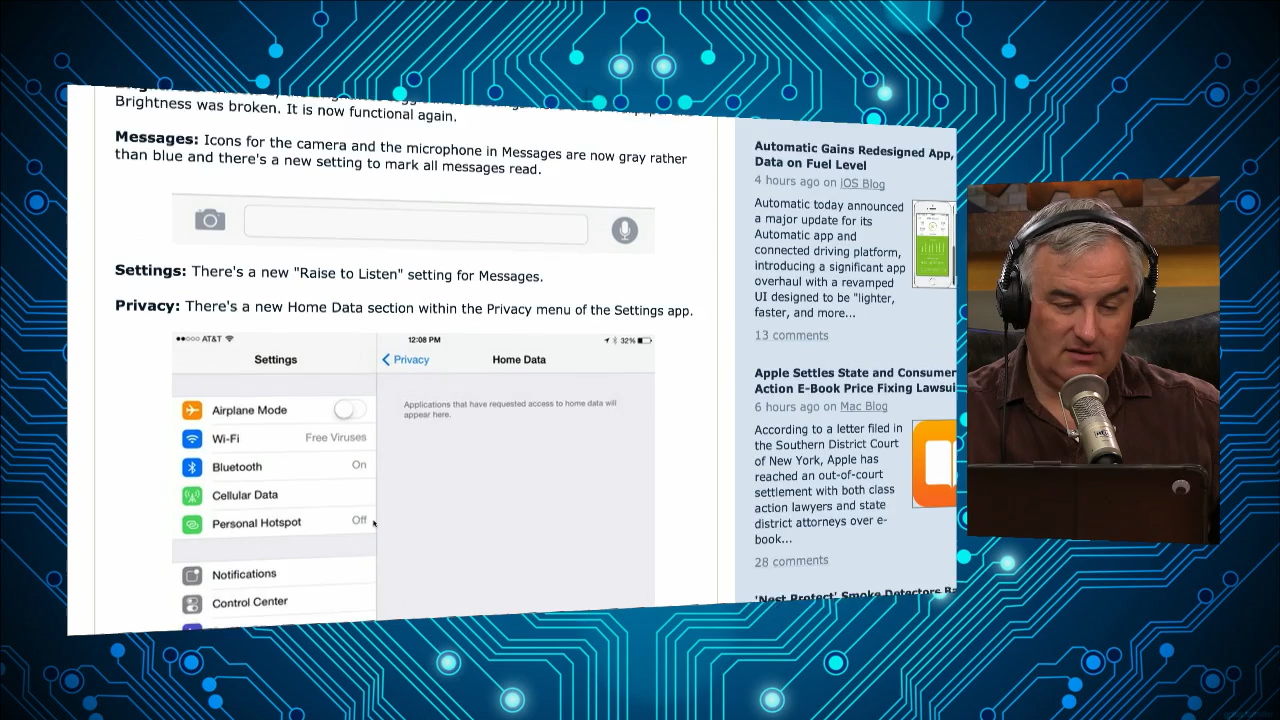 Brightness was broken. It is now functional again.
Messages: Icons for the camera and the microphone in Messages are now gray rather
than blue and there's a new setting to mark all messages read.
Settings: There's a new "Raise to Listen" setting for Messages.
Privacy: There's a new Home Data section within the Privacy menu of the Settings app.
AT&T 12:08 PM 32%
Settings
Privacy
Home Data
Airplane Mode
Wi-Fi Free Viruses
Bluetooth On
Cellular Data
Personal Hotspot Off
Notifications
Control Center
Applications that have requested access to home data will
appear here.
Automatic Gains Redesigned App,
Data on Fuel Level
4 hours ago on iOS Blog
Automatic today announced
a major update for its
Automatic app and
connected driving platform,
introducing a significant app
overhaul with a revamped
UI designed to be "lighter,
faster, and more...
13 comments
Apple Settles State and Consumer
Action E-Book Price Fixing Lawsui
6 hours ago on Mac Blog
According to a letter filed in
the Southern District Court
of New York, Apple has
reached an out-of-court
settlement with both class
action lawyers and state
district attorneys over e-
book...
28 comments
'Nest Protect' Smoke Detectors Ba